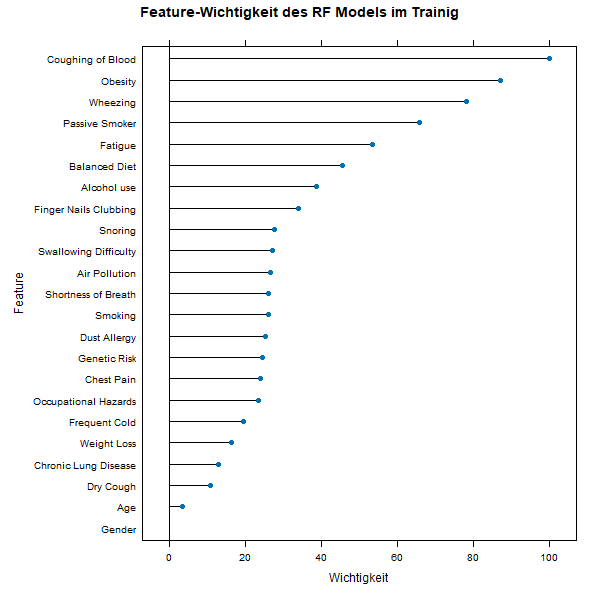 Feature-Wichtigkeit des RF Models im Trainig
Coughing of Blood
Obesity
Wheezing
Passive Smoker
Fatigue
Balanced Diet
Alcohol use
Finger Nails Clubbing
Snoring
Swallowing Difficulty
Air Pollution
Shortness of Breath
Smoking
Dust Allergy
Genetic Risk
Chest Pain
Occupational Hazards
Frequent Cold
Weight Loss
Chronic Lung Disease
Dry Cough
Age
Gender
Feature
0 20 40 60 80 100
Wichtigkeit